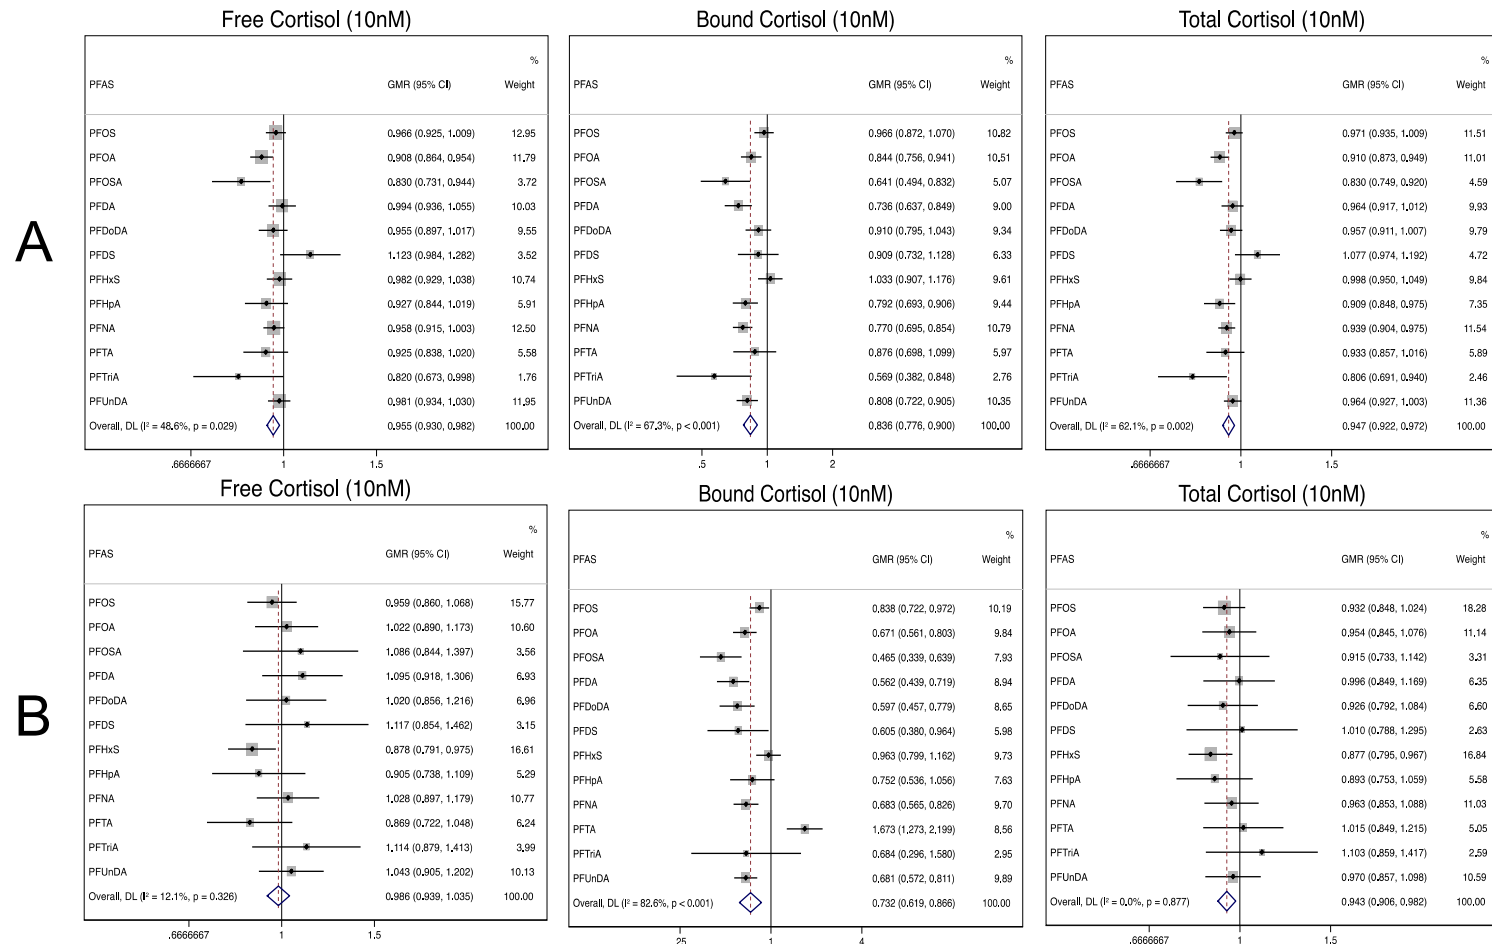 A
Free Cortisol (10nM)
%
PFAS GMR (95% CI) Weight
PFOS 0.966 (0.925, 1.009) 12.95
PFOA 0.908 (0.864, 0.954) 11.79
PFOSA 0.830 (0.731, 0.944) 3.72
PFDA 0.994 (0.936, 1.055) 10.03
PFDoDA 0.955 (0.897, 1.017) 9.55
PFDS 1.123 (0.984, 1.282) 3.52
PFHxS 0.982 (0.929, 1.038) 10.74
PFHpA 0.927 (0.844, 1.019) 5.91
PFNA 0.958 (0.915, 1.003) 12.50
PFTA 0.925 (0.838, 1.020) 5.58
PFTriA 0.820 (0.673, 0.998) 1.76
PFUnDA 0.981 (0.934, 1.030) 11.95
Overall, DL (I² = 48.6%, p = 0.029) 0.955 (0.930, 0.982) 100.00
.6666667 1 1.5
Bound Cortisol (10nM)
%
PFAS GMR (95% CI) Weight
PFOS 0.966 (0.872, 1.070) 10.82
PFOA 0.844 (0.756, 0.941) 10.51
PFOSA 0.641 (0.494, 0.832) 5.07
PFDA 0.736 (0.637, 0.849) 9.00
PFDoDA 0.910 (0.795, 1.043) 9.34
PFDS 0.909 (0.732, 1.128) 6.33
PFHxS 1.033 (0.907, 1.176) 9.61
PFHpA 0.792 (0.693, 0.906) 9.44
PFNA 0.770 (0.695, 0.854) 10.79
PFTA 0.876 (0.698, 1.099) 5.97
PFTriA 0.569 (0.382, 0.848) 2.76
PFUnDA 0.808 (0.722, 0.905) 10.35
Overall, DL (I² = 67.3%, p < 0.001) 0.836 (0.776, 0.900) 100.00
.5 1 2
Total Cortisol (10nM)
%
PFAS GMR (95% CI) Weight
PFOS 0.971 (0.935, 1.009) 11.51
PFOA 0.910 (0.873, 0.949) 11.01
PFOSA 0.830 (0.749, 0.920) 4.59
PFDA 0.964 (0.917, 1.012) 9.93
PFDoDA 0.957 (0.911, 1.007) 9.79
PFDS 1.077 (0.974, 1.192) 4.72
PFHxS 0.998 (0.950, 1.049) 9.84
PFHpA 0.909 (0.848, 0.975) 7.35
PFNA 0.939 (0.904, 0.975) 11.54
PFTA 0.933 (0.857, 1.016) 5.89
PFTriA 0.806 (0.691, 0.940) 2.46
PFUnDA 0.964 (0.927, 1.003) 11.36
Overall, DL (I² = 62.1%, p = 0.002) 0.947 (0.922, 0.972) 100.00
.6666667 1 1.5
B
Free Cortisol (10nM)
%
PFAS GMR (95% CI) Weight
PFOS 0.959 (0.860, 1.068) 15.77
PFOA 1.022 (0.890, 1.173) 10.60
PFOSA 1.086 (0.844, 1.397) 3.56
PFDA 1.095 (0.918, 1.306) 6.93
PFDoDA 1.020 (0.856, 1.216) 6.96
PFDS 1.117 (0.854, 1.462) 3.15
PFHxS 0.878 (0.791, 0.975) 16.61
PFHpA 0.905 (0.738, 1.109) 5.29
PFNA 1.028 (0.897, 1.179) 10.77
PFTA 0.869 (0.722, 1.048) 6.24
PFTriA 1.114 (0.879, 1.413) 3.99
PFUnDA 1.043 (0.905, 1.202) 10.13
Overall, DL (I² = 12.1%, p = 0.326) 0.986 (0.939, 1.035) 100.00
.6666667 1 1.5
Bound Cortisol (10nM)
%
PFAS GMR (95% CI) Weight
PFOS 0.838 (0.722, 0.972) 10.19
PFOA 0.671 (0.561, 0.803) 9.84
PFOSA 0.465 (0.339, 0.639) 7.93
PFDA 0.562 (0.439, 0.719) 8.94
PFDoDA 0.597 (0.457, 0.779) 8.65
PFDS 0.605 (0.380, 0.964) 5.98
PFHxS 0.963 (0.799, 1.162) 9.73
PFHpA 0.752 (0.536, 1.056) 7.63
PFNA 0.683 (0.565, 0.826) 9.70
PFTA 1.673 (1.273, 2.199) 8.56
PFTriA 0.684 (0.296, 1.580) 2.95
PFUnDA 0.681 (0.572, 0.811) 9.89
Overall, DL (I² = 82.6%, p < 0.001) 0.732 (0.619, 0.866) 100.00
.25 1 4
Total Cortisol (10nM)
%
PFAS GMR (95% CI) Weight
PFOS 0.932 (0.848, 1.024) 18.28
PFOA 0.954 (0.845, 1.076) 11.14
PFOSA 0.915 (0.733, 1.142) 3.31
PFDA 0.996 (0.849, 1.169) 6.35
PFDoDA 0.926 (0.792, 1.084) 6.60
PFDS 1.010 (0.788, 1.295) 2.63
PFHxS 0.877 (0.795, 0.967) 16.84
PFHpA 0.893 (0.753, 1.059) 5.58
PFNA 0.963 (0.853, 1.088) 11.03
PFTA 1.015 (0.849, 1.215) 5.05
PFTriA 1.103 (0.859, 1.417) 2.59
PFUnDA 0.970 (0.857, 1.098) 10.59
Overall, DL (I² = 0.0%, p = 0.877) 0.943 (0.906, 0.982) 100.00
.6666667 1 1.5